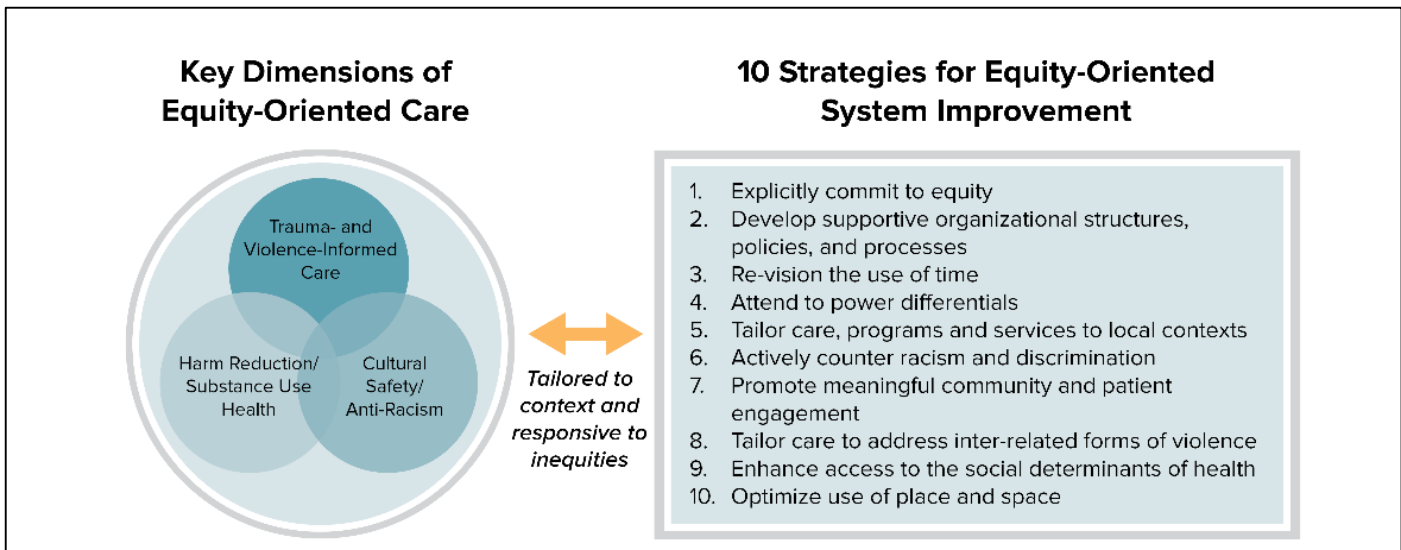 Key Dimensions of
Equity-Oriented Care
Trauma- and
Violence-Informed
Care
Harm Reduction/
Substance Use
Health
Cultural
Safety/
Anti-Racism
Tailored to
context and
responsive to
inequities
10 Strategies for Equity-Oriented
System Improvement
1. Explicitly commit to equity
2. Develop supportive organizational structures,
policies, and processes
3. Re-vision the use of time
4. Attend to power differentials
5. Tailor care, programs and services to local contexts
6. Actively counter racism and discrimination
7. Promote meaningful community and patient
engagement
8. Tailor care to address inter-related forms of violence
9. Enhance access to the social determinants of health
10. Optimize use of place and space